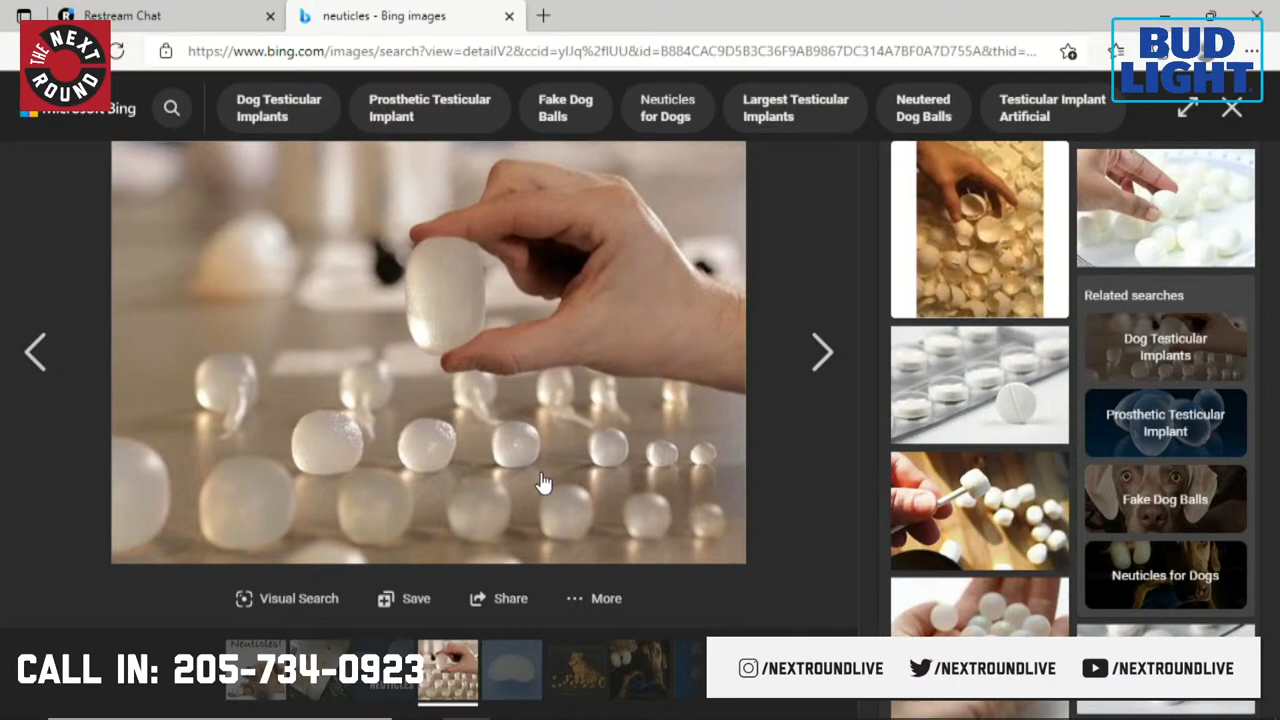 Restream Chat
neuticles - Bing images
https://www.bing.com/images/search?view=detailV2&ccid=yIJq%2flUU&id=B884CAC9D5B3C36F9AB9867DC314A7BF0A7D755A&thid=...
THE NEXT ROUND
BUD LIGHT
Bing
Dog Testicular Implants
Prosthetic Testicular Implant
Fake Dog Balls
Neuticles for Dogs
Largest Testicular Implants
Neutered Dog Balls
Testicular Implant Artificial
Related searches
Dog Testicular Implants
Prosthetic Testicular Implant
Fake Dog Balls
Neuticles for Dogs
Visual Search
Save
Share
More
Neuticles!
CALL IN: 205-734-0923
/NEXTROUNDLIVE
/NEXTROUNDLIVE
/NEXTROUNDLIVE